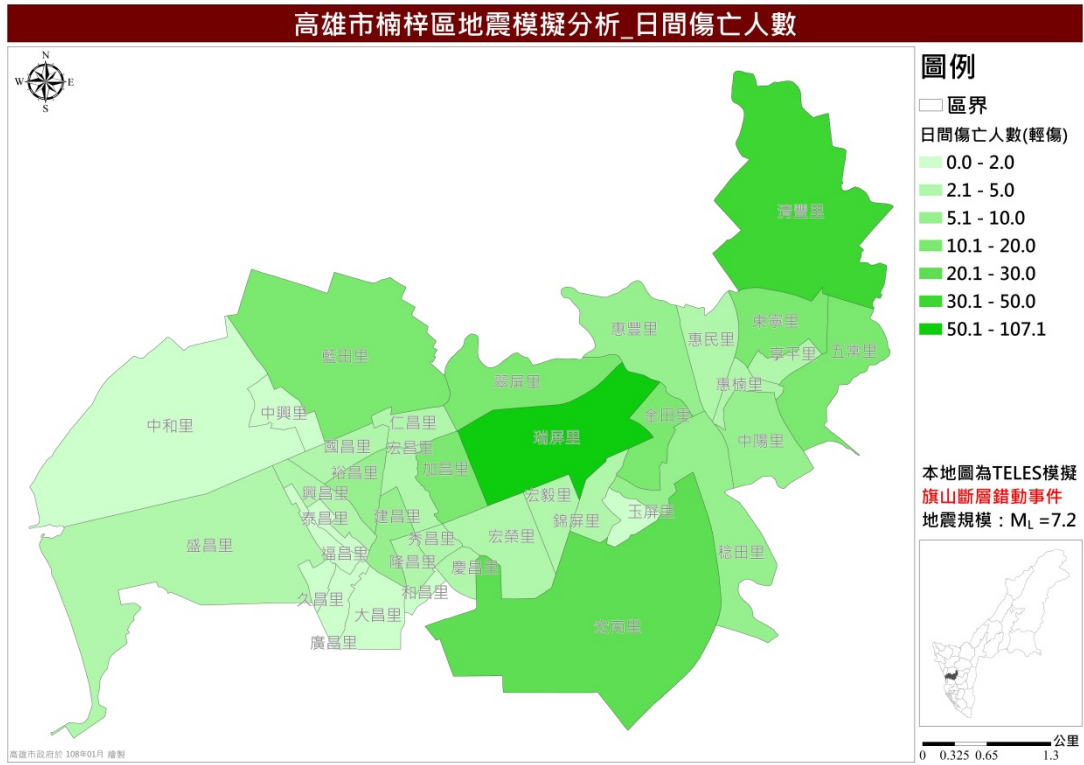 高雄市楠梓區地震模擬分析_日間傷亡人數
N
W
E
S
圖例
區界
日間傷亡人數(輕傷)
0.0 - 2.0
2.1 - 5.0
5.1 - 10.0
10.1 - 20.0
20.1 - 30.0
30.1 - 50.0
50.1 - 107.1
清豐里
東寧里
惠豐里
惠民里
享平里
五常里
藍田里
翠屏里
惠楠里
中和里
中興里
仁昌里
金田里
瑞屏里
中陽里
國昌里
宏昌里
裕昌里
加昌里
興昌里
宏毅里
泰昌里
建昌里
錦屏里
玉屏里
盛昌里
秀昌里
宏榮里
福昌里
隆昌里
慶昌里
稔田里
久昌里
和昌里
大昌里
宏南里
廣昌里
本地圖為TELES模擬
旗山斷層錯動事件
地震規模：ML =7.2
公里
0 0.325 0.65 1.3
高雄市政府於 108年01月 繪製